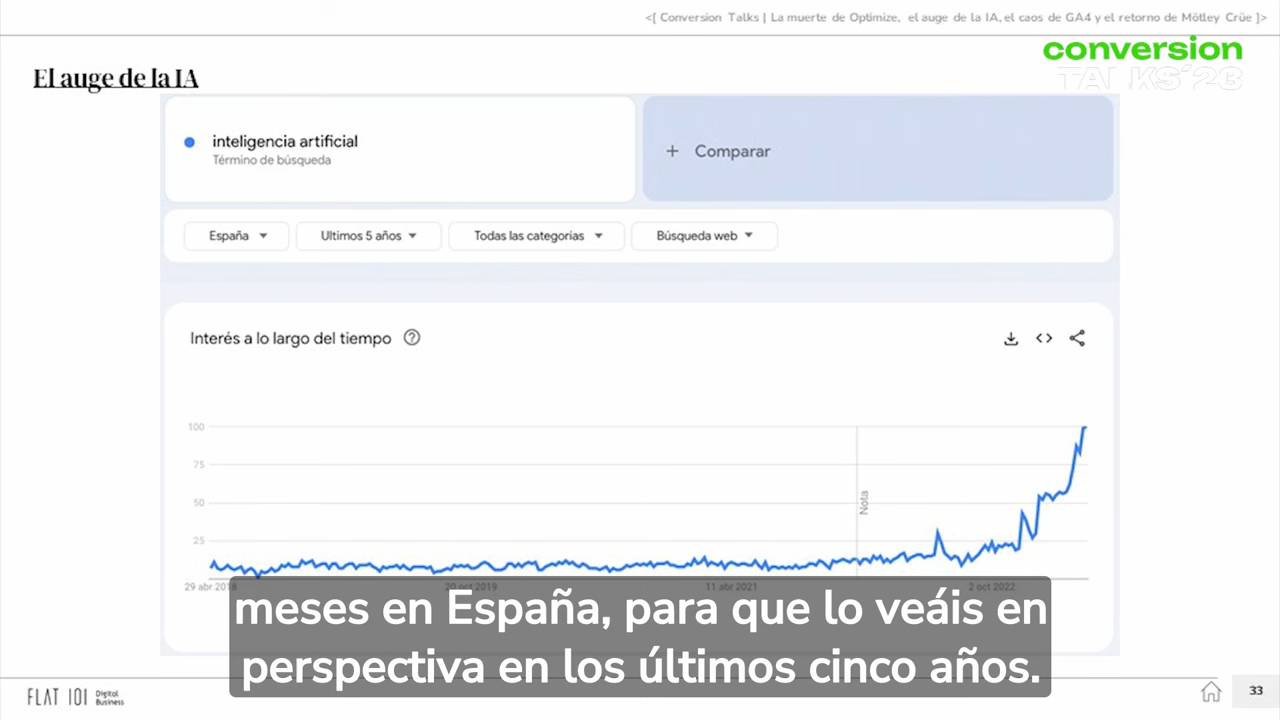 <[ Conversion Talks | La muerte de Optimize, el auge de la IA, el caos de GA4 y el retorno de Mötley Crüe ]>
conversion
TALKS'23
El auge de la IA
inteligencia artificial
Término de búsqueda
+ Comparar
España
Ultimos 5 años
Todas las categorías
Búsqueda web
Interés a lo largo del tiempo
100
75
50
25
Nota
29 abr 2018
20 oct 2019
11 abr 2021
2 oct 2022
meses en España, para que lo veáis en
perspectiva en los últimos cinco años.
FLAT 101 Digital
Business
33